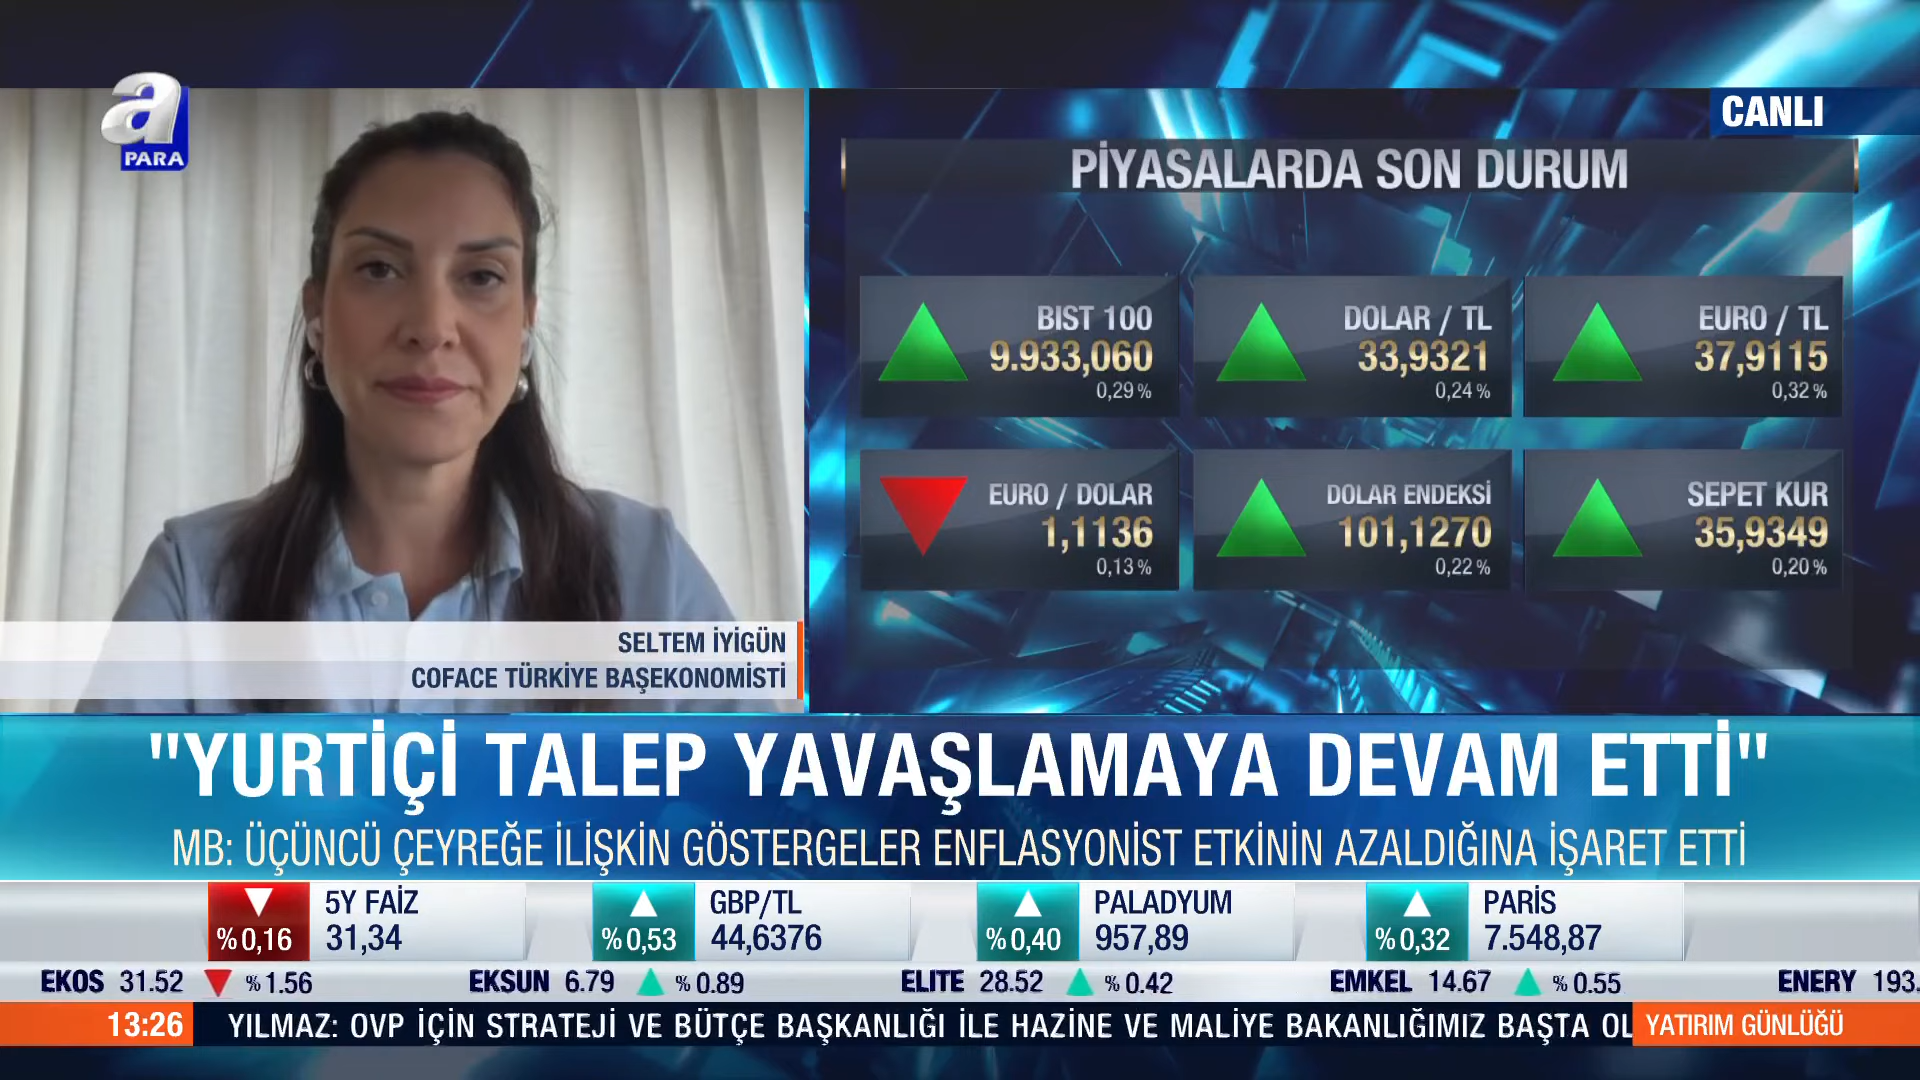 a
PARA
CANLI
PİYASALARDA SON DURUM
BIST 100
9.933,060
0,29 %
DOLAR / TL
33,9321
0,24 %
EURO / TL
37,9115
0,32 %
EURO / DOLAR
1,1136
0,13 %
DOLAR ENDEKSİ
101,1270
0,22 %
SEPET KUR
35,9349
0,20 %
SELTEM İYİGÜN
COFACE TÜRKİYE BAŞEKONOMİSTİ
"YURTİÇİ TALEP YAVAŞLAMAYA DEVAM ETTİ"
MB: ÜÇÜNCÜ ÇEYREĞE İLİŞKİN GÖSTERGELER ENFLASYONİST ETKİNİN AZALDIĞINA İŞARET ETTİ
%0,16
5Y FAİZ
31,34
%0,53
GBP/TL
44,6376
%0,40
PALADYUM
957,89
%0,32
PARİS
7.548,87
EKOS 31.52 %1.56 EKSUN 6.79 %0.89 ELITE 28.52 %0.42 EMKEL 14.67 %0.55 ENERY 193.
13:26 YILMAZ: OVP İÇİN STRATEJİ VE BÜTÇE BAŞKANLIĞI İLE HAZİNE VE MALİYE BAKANLIĞIMIZ BAŞTA OL
YATIRIM GÜNLÜĞÜ